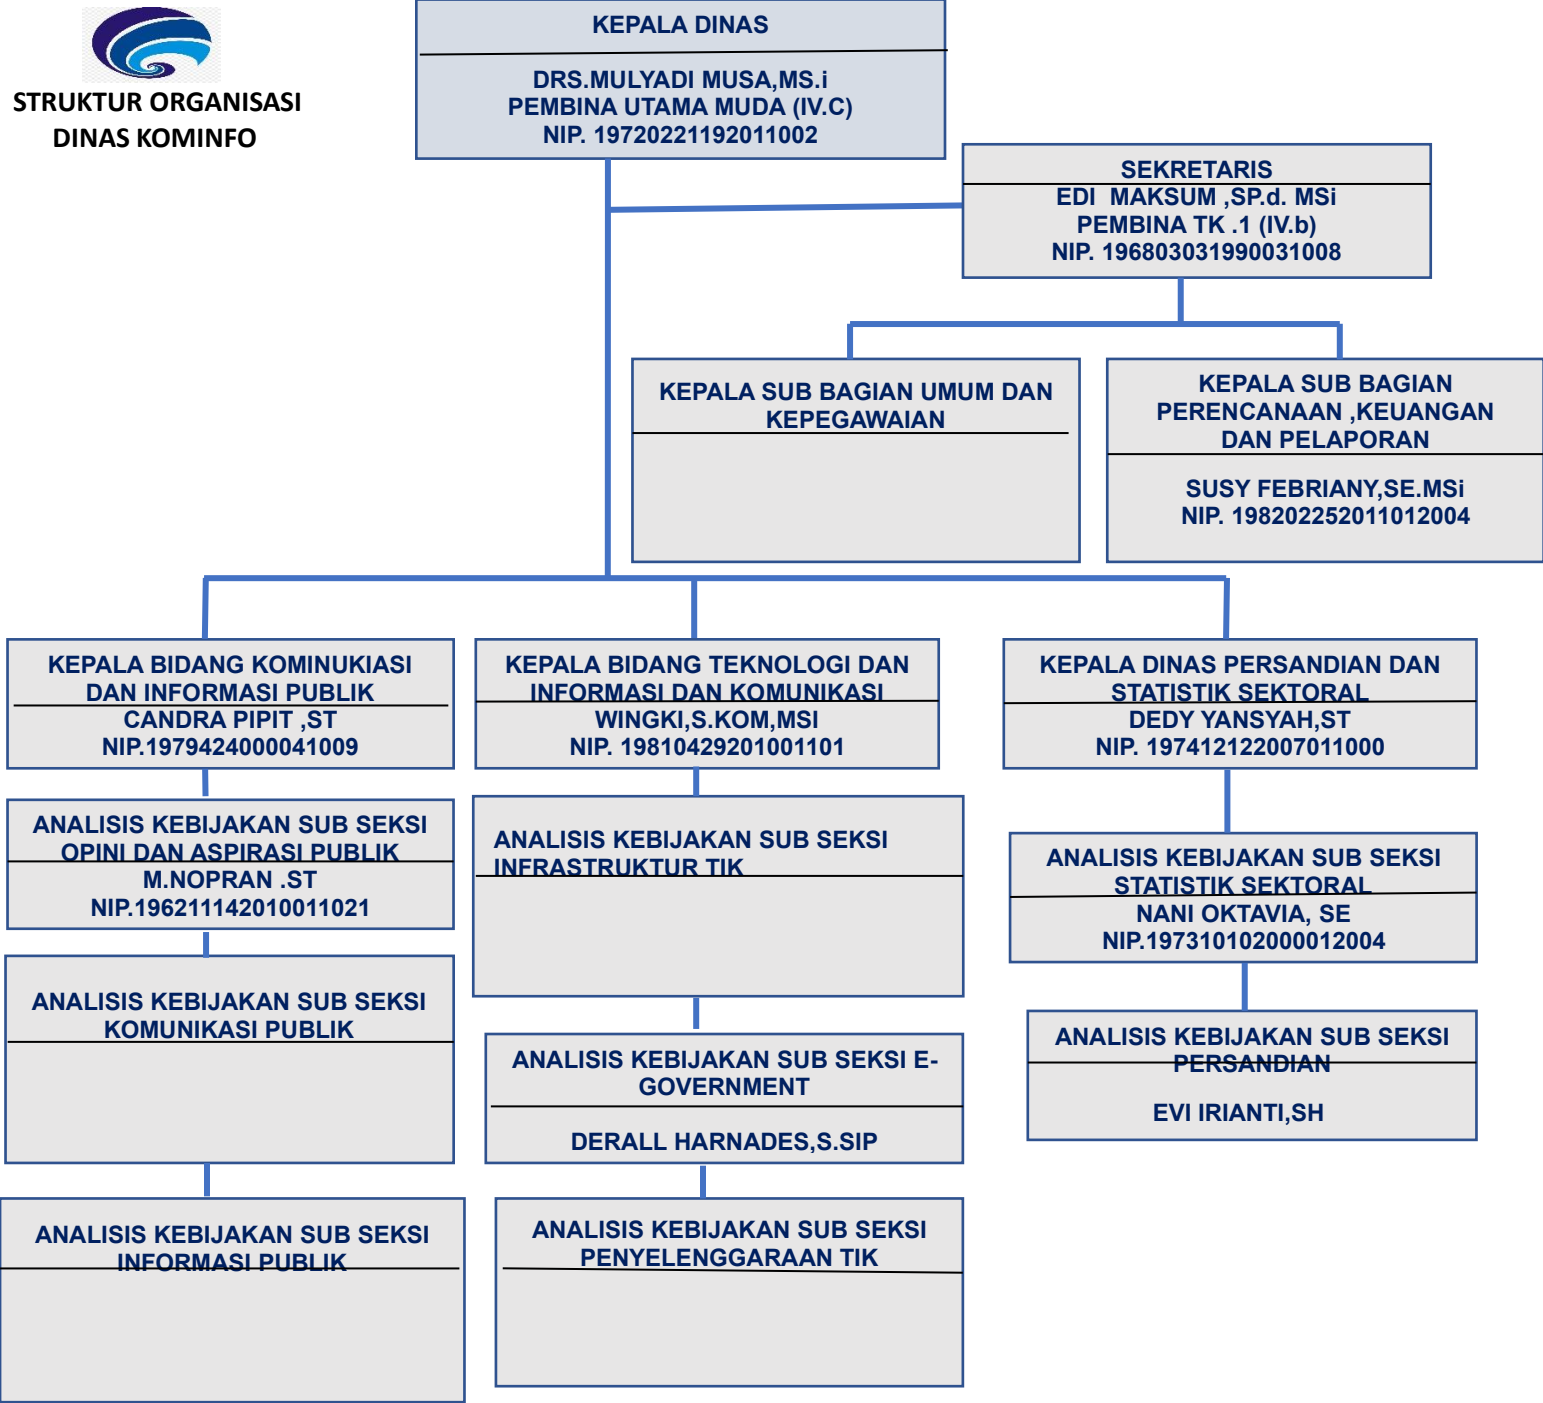 STRUKTUR ORGANISASI
DINAS KOMINFO
KEPALA DINAS
DRS.MULYADI MUSA,MS.i
PEMBINA UTAMA MUDA (IV.C)
NIP. 19720221192011002
SEKRETARIS
EDI MAKSUM ,SP.d. MSi
PEMBINA TK .1 (IV.b)
NIP. 196803031990031008
KEPALA SUB BAGIAN UMUM DAN
KEPEGAWAIAN
KEPALA SUB BAGIAN
PERENCANAAN ,KEUANGAN
DAN PELAPORAN
SUSY FEBRIANY,SE.MSi
NIP. 198202252011012004
KEPALA BIDANG KOMINUKIASI
DAN INFORMASI PUBLIK
CANDRA PIPIT ,ST
NIP.1979424000041009
KEPALA BIDANG TEKNOLOGI DAN
INFORMASI DAN KOMUNIKASI
WINGKI,S.KOM,MSI
NIP. 19810429201001101
KEPALA DINAS PERSANDIAN DAN
STATISTIK SEKTORAL
DEDY YANSYAH,ST
NIP. 197412122007011000
ANALISIS KEBIJAKAN SUB SEKSI
OPINI DAN ASPIRASI PUBLIK
M.NOPRAN .ST
NIP.196211142010011021
ANALISIS KEBIJAKAN SUB SEKSI
INFRASTRUKTUR TIK
ANALISIS KEBIJAKAN SUB SEKSI
STATISTIK SEKTORAL
NANI OKTAVIA, SE
NIP.197310102000012004
ANALISIS KEBIJAKAN SUB SEKSI
KOMUNIKASI PUBLIK
ANALISIS KEBIJAKAN SUB SEKSI E-
GOVERNMENT
DERALL HARNADES,S.SIP
ANALISIS KEBIJAKAN SUB SEKSI
PERSANDIAN
EVI IRIANTI,SH
ANALISIS KEBIJAKAN SUB SEKSI
INFORMASI PUBLIK
ANALISIS KEBIJAKAN SUB SEKSI
PENYELENGGARAAN TIK